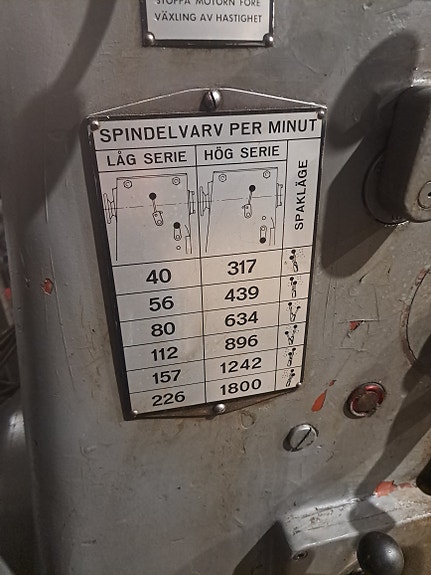 STOPPA MOTORN FÖRE
VÄXLING AV HASTIGHET
SPINDELVARV PER MINUT
LÅG SERIE HÖG SERIE SPAKLÄGE
40 317
56 439
80 634
112 896
157 1242
226 1800